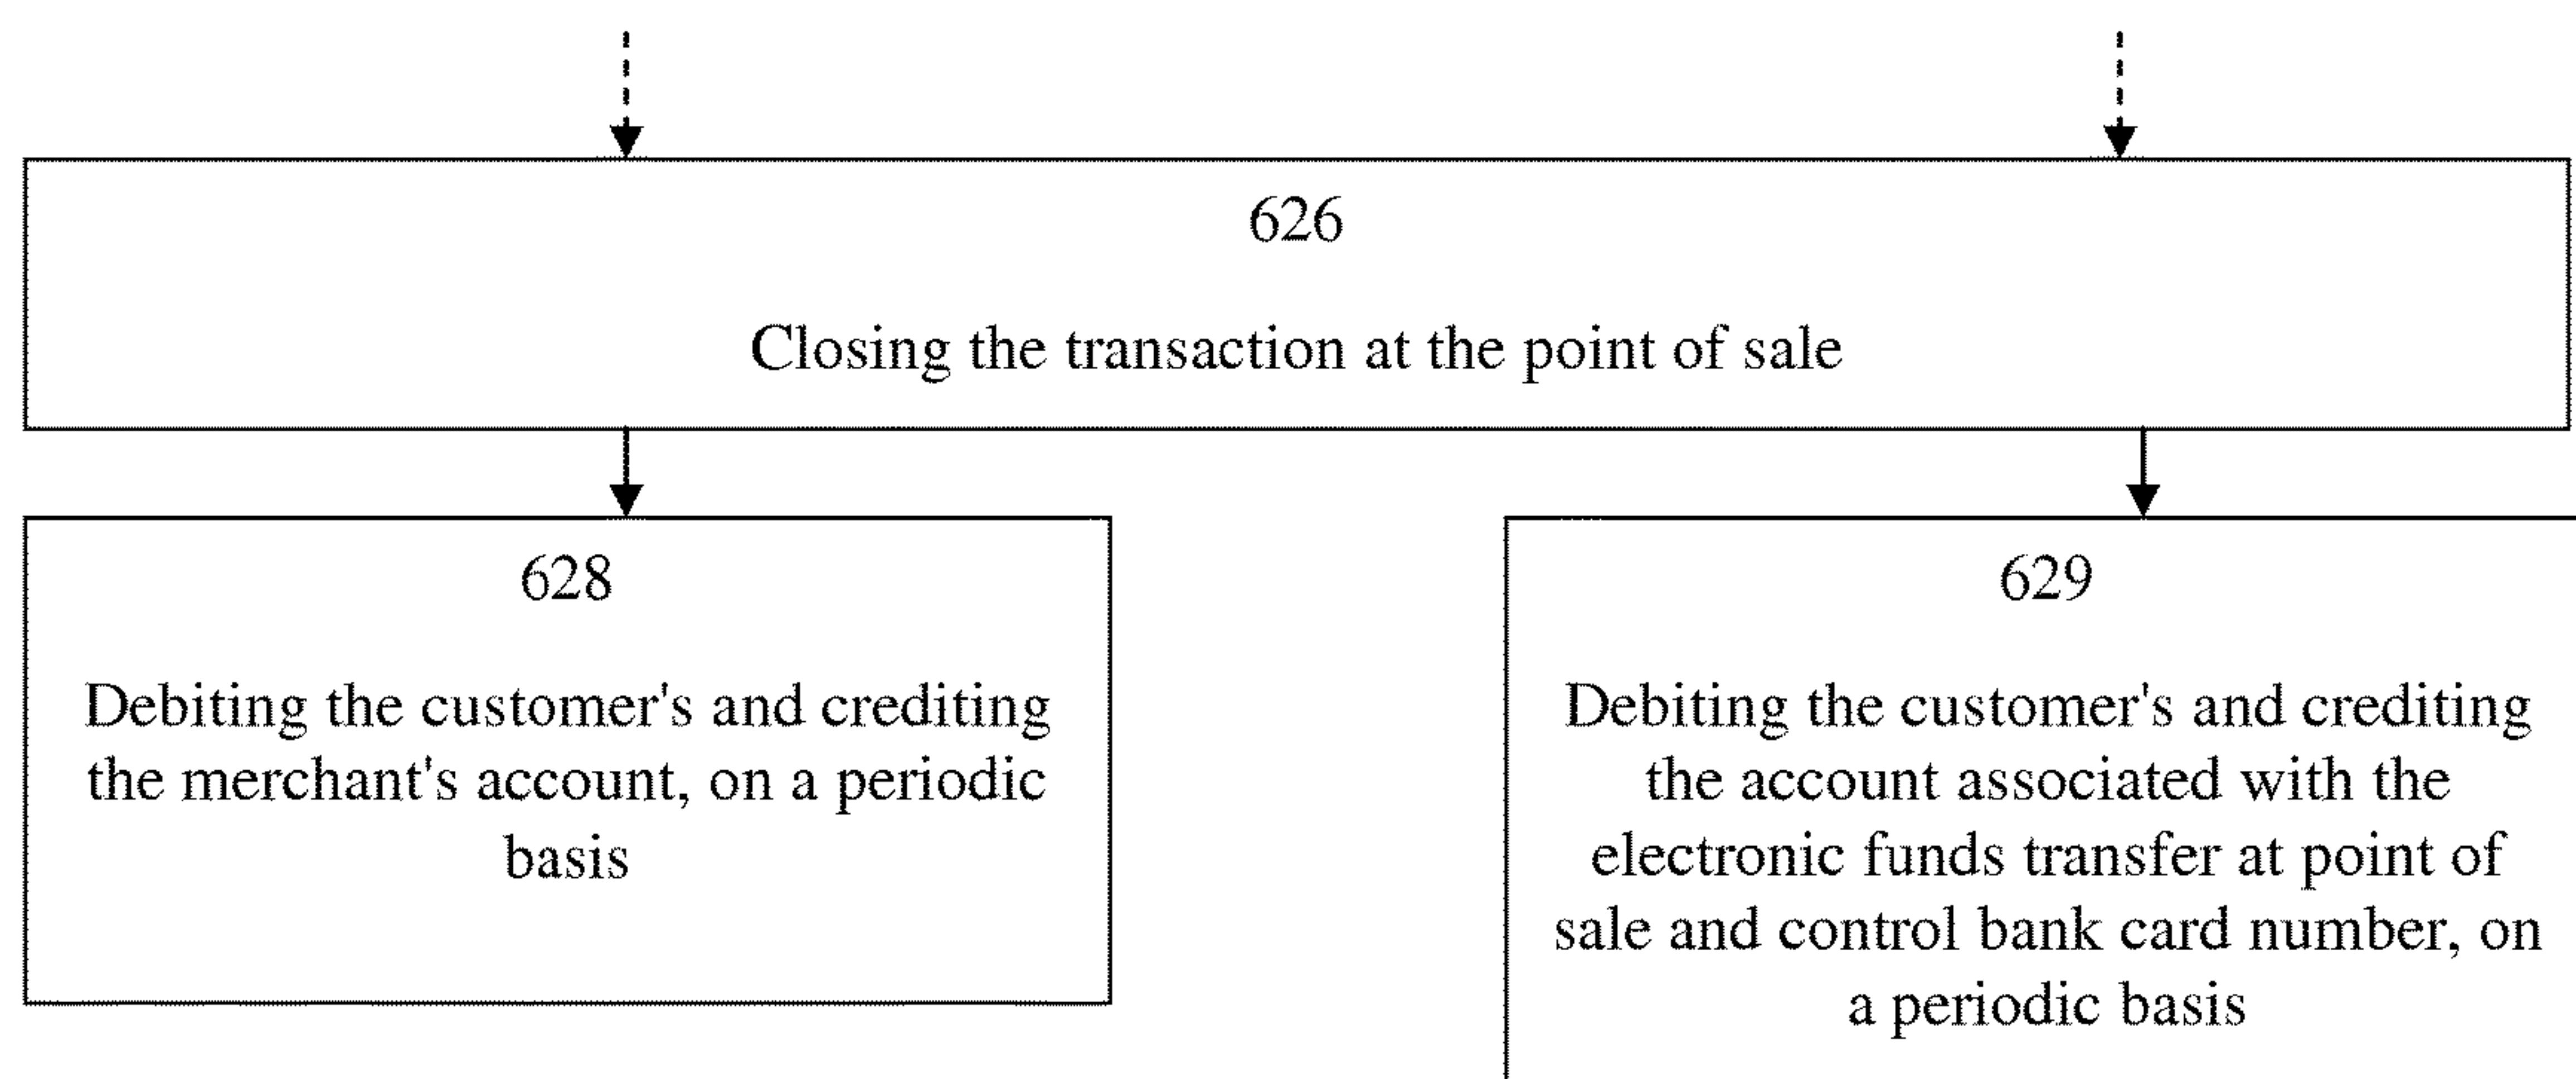 626
Closing the transaction at the point of sale
628
Debiting the customer's and crediting
the merchant's account, on a periodic
basis
629
Debiting the customer's and crediting
the account associated with the
electronic funds transfer at point of
sale and control bank card number, on
a periodic basis